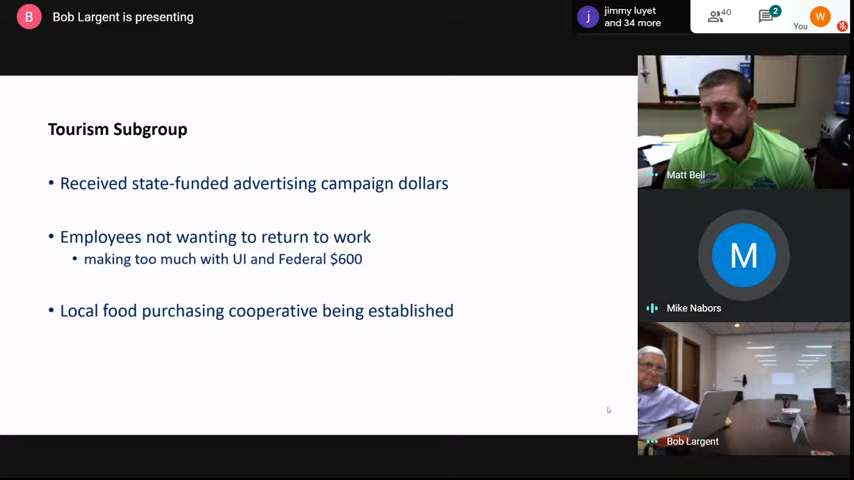 B Bob Largent is presenting
j jimmy luyet
and 34 more
40
2
You
W
Tourism Subgroup
• Received state-funded advertising campaign dollars
• Employees not wanting to return to work
• making too much with UI and Federal $600
• Local food purchasing cooperative being established
Matt Bell
M
Mike Nabors
Bob Largent